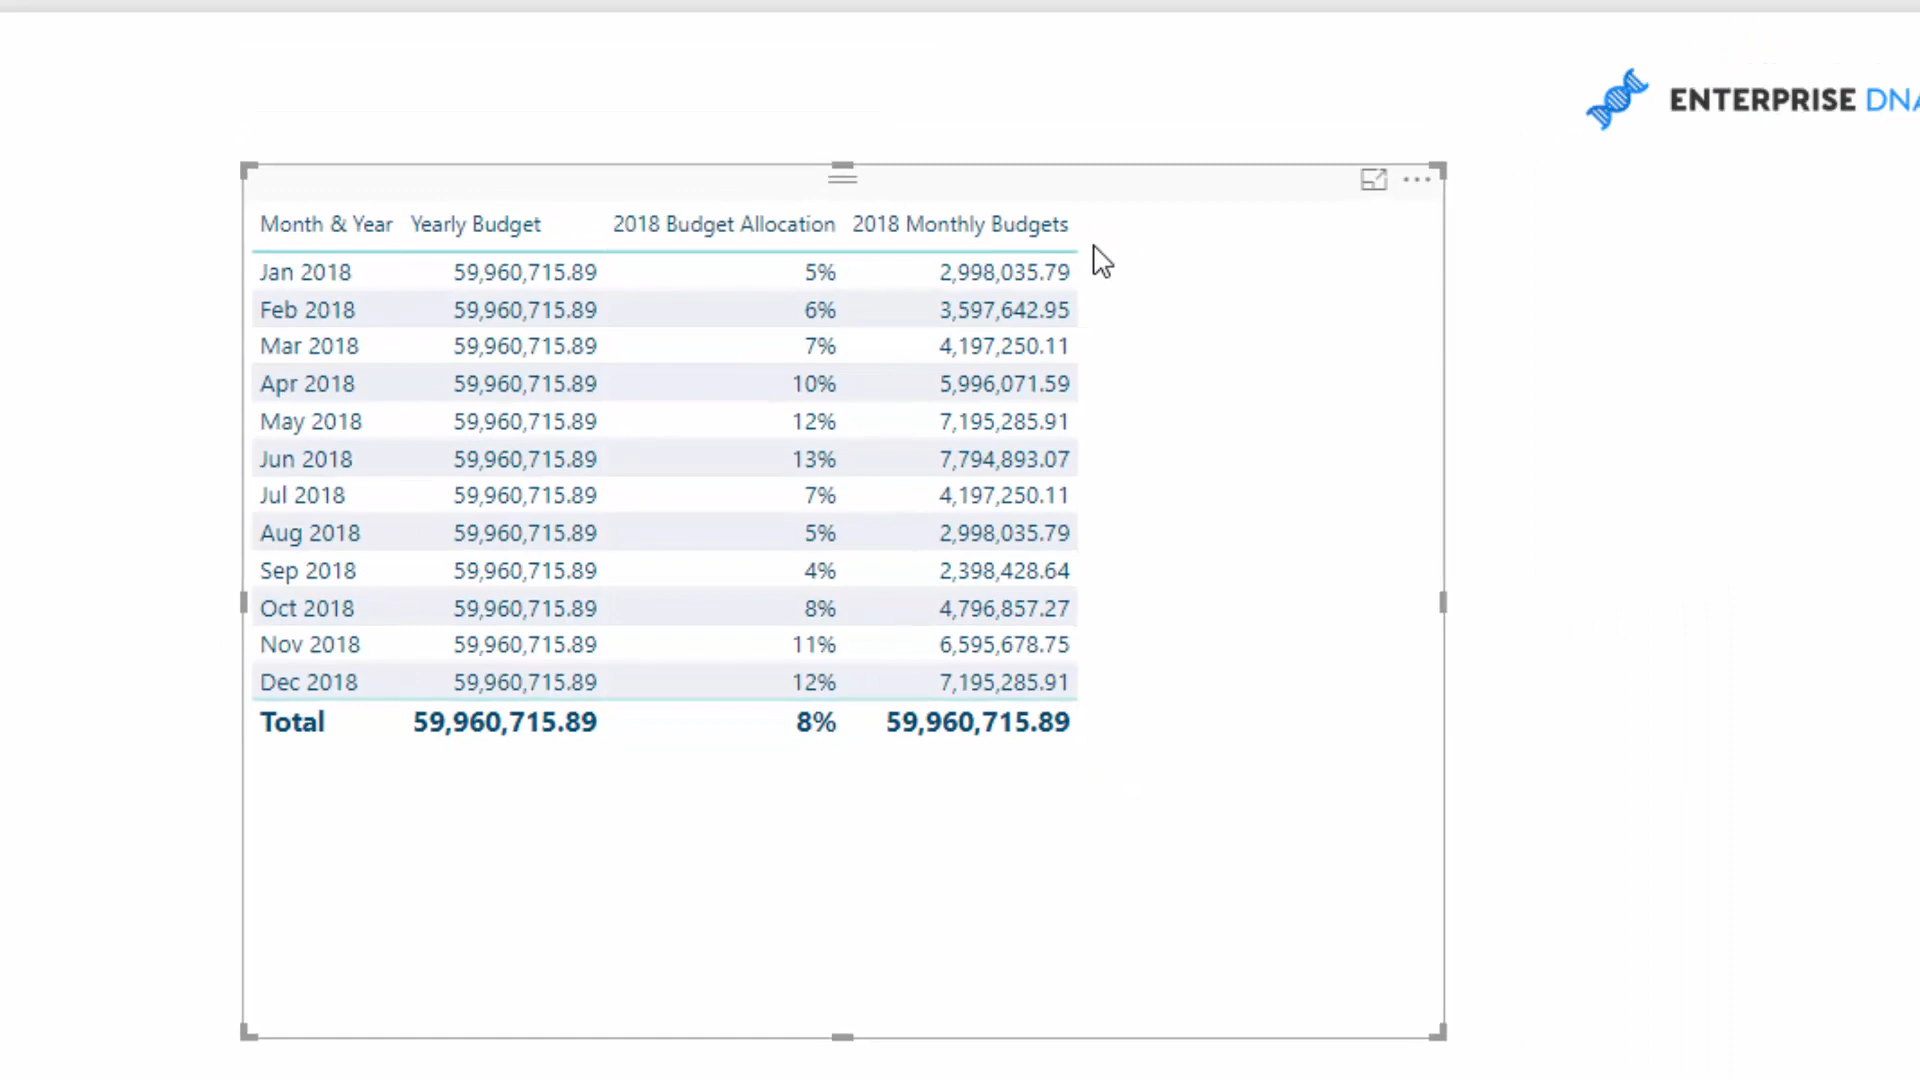 ENTERPRISE DNA
Month & Year Yearly Budget 2018 Budget Allocation 2018 Monthly Budgets
Jan 2018 59,960,715.89 5% 2,998,035.79
Feb 2018 59,960,715.89 6% 3,597,642.95
Mar 2018 59,960,715.89 7% 4,197,250.11
Apr 2018 59,960,715.89 10% 5,996,071.59
May 2018 59,960,715.89 12% 7,195,285.91
Jun 2018 59,960,715.89 13% 7,794,893.07
Jul 2018 59,960,715.89 7% 4,197,250.11
Aug 2018 59,960,715.89 5% 2,998,035.79
Sep 2018 59,960,715.89 4% 2,398,428.64
Oct 2018 59,960,715.89 8% 4,796,857.27
Nov 2018 59,960,715.89 11% 6,595,678.75
Dec 2018 59,960,715.89 12% 7,195,285.91
Total 59,960,715.89 8% 59,960,715.89